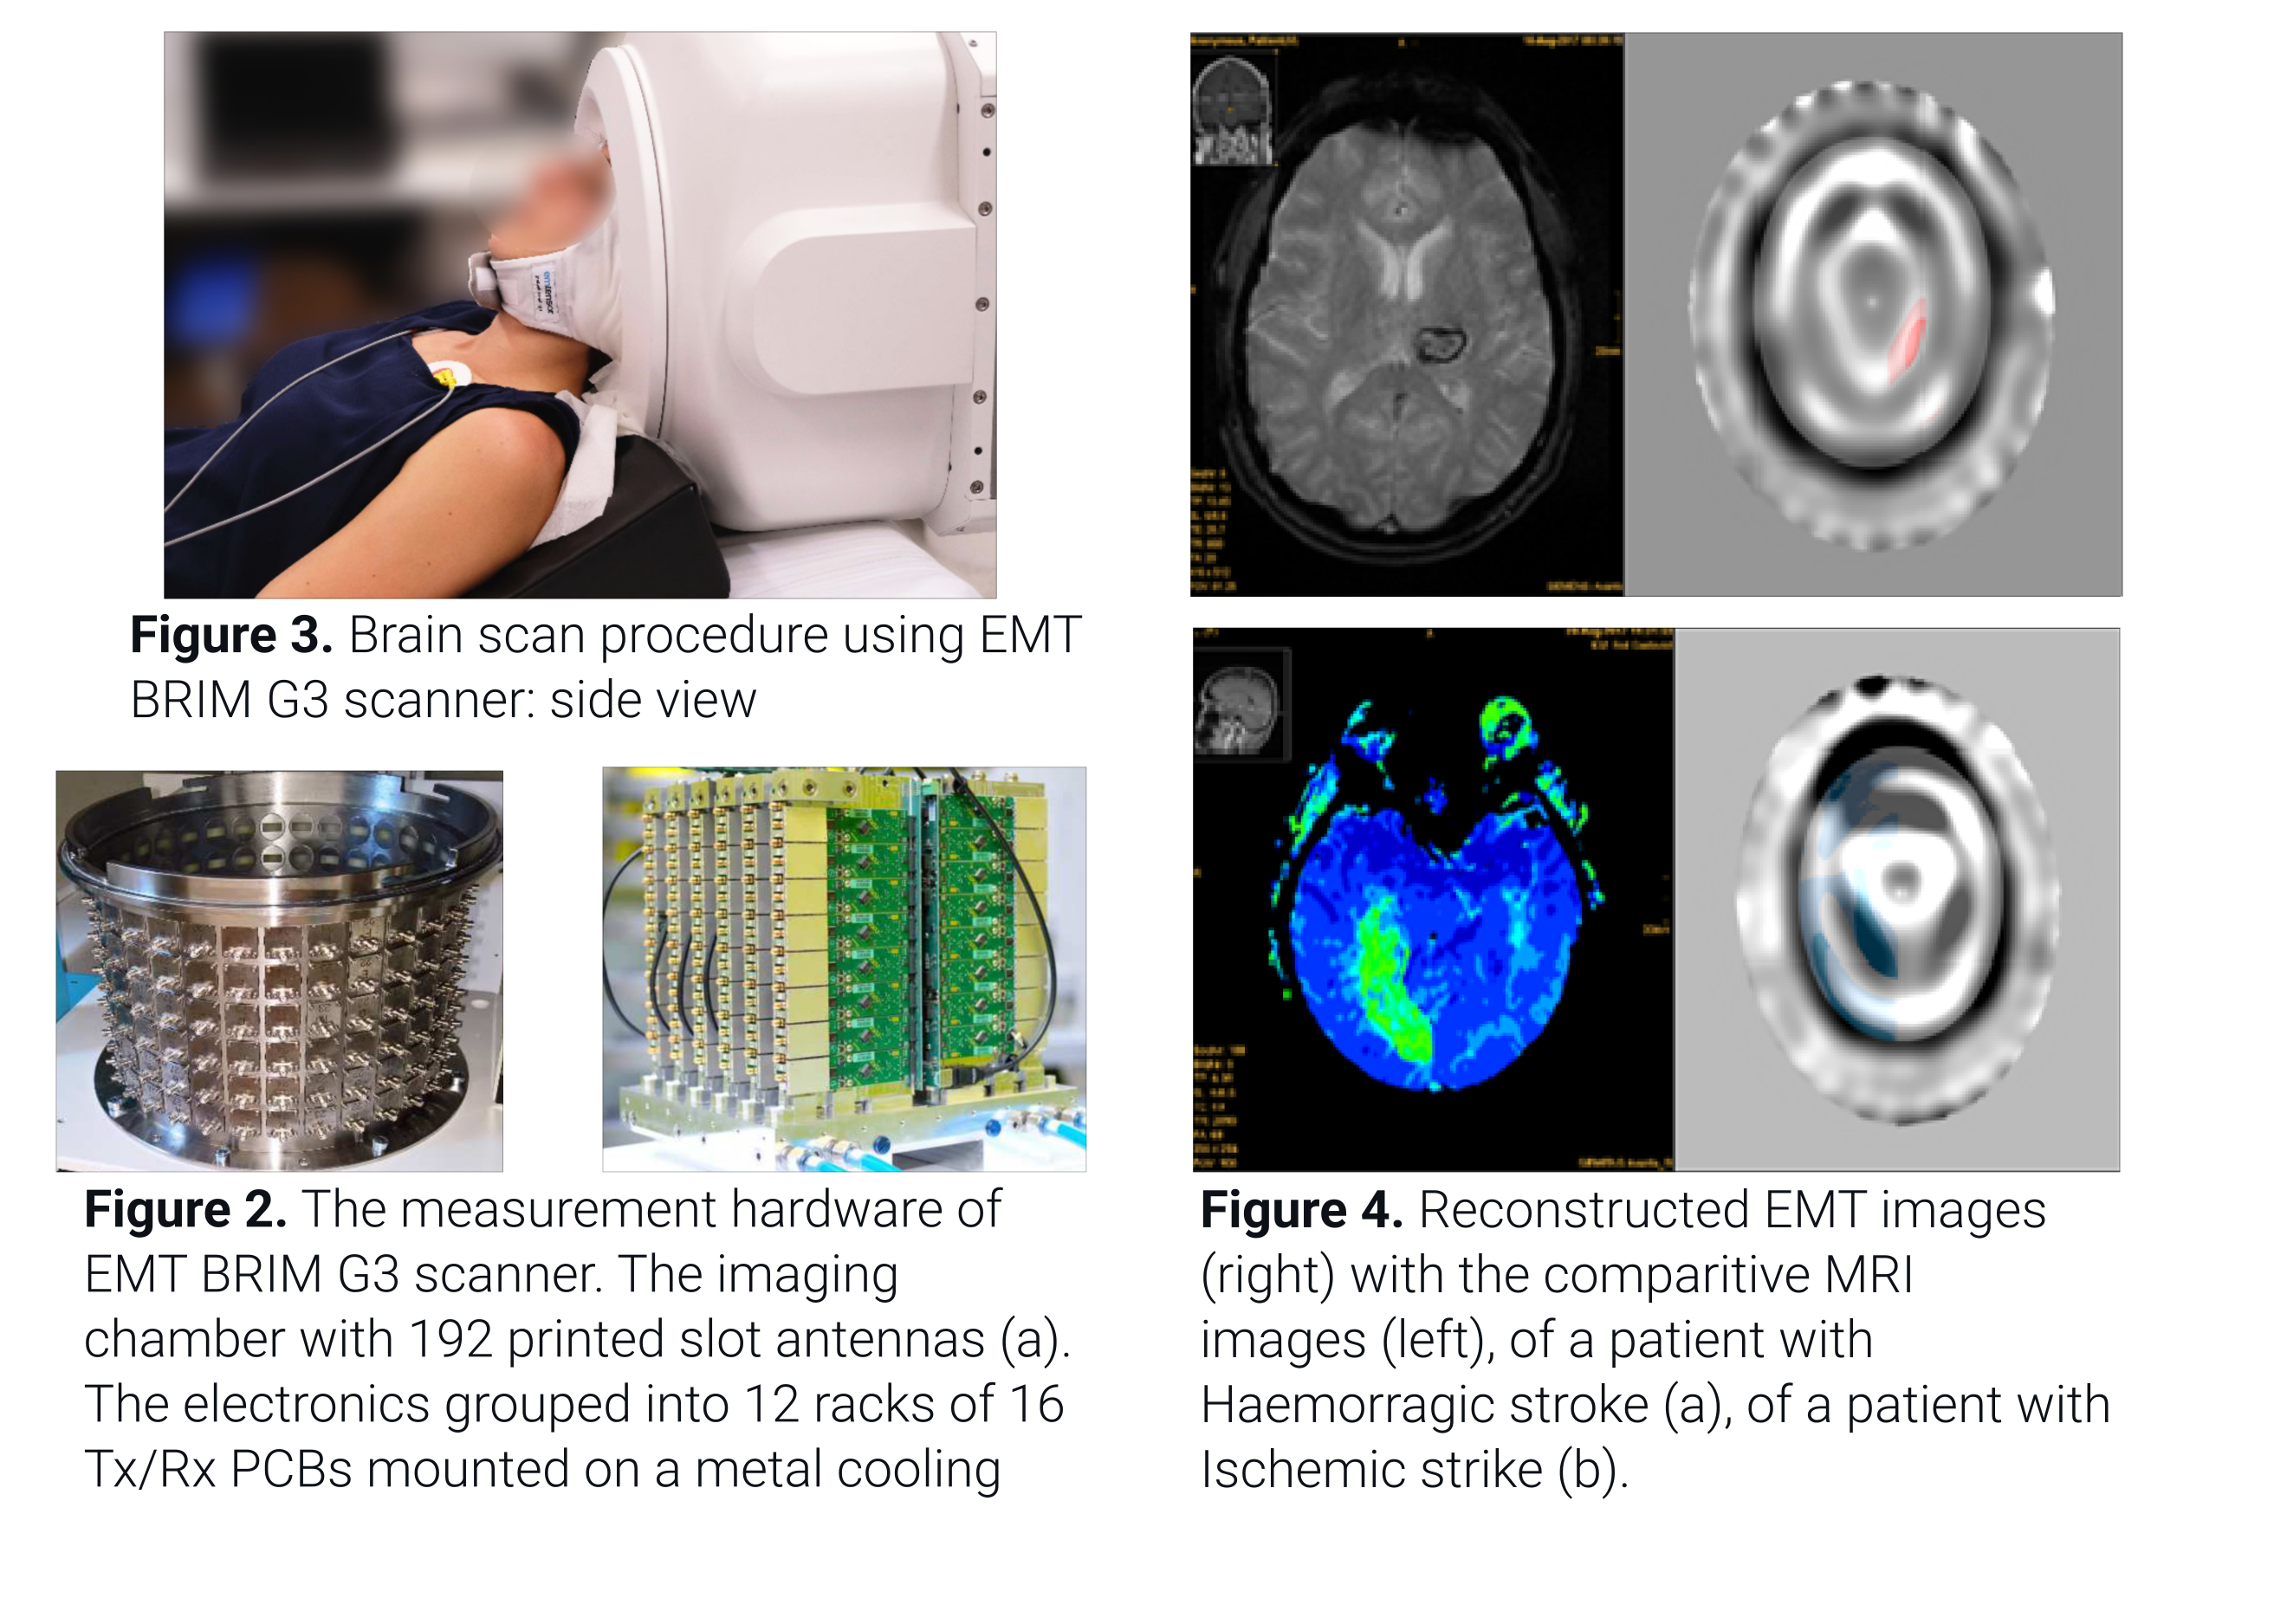 Figure 3. Brain scan procedure using EMT
BRIM G3 scanner: side view
Figure 2. The measurement hardware of
EMT BRIM G3 scanner. The imaging
chamber with 192 printed slot antennas (a).
The electronics grouped into 12 racks of 16
Tx/Rx PCBs mounted on a metal cooling
Figure 4. Reconstructed EMT images
(right) with the comparitive MRI
images (left), of a patient with
Haemorragic stroke (a), of a patient with
Ischemic strike (b).